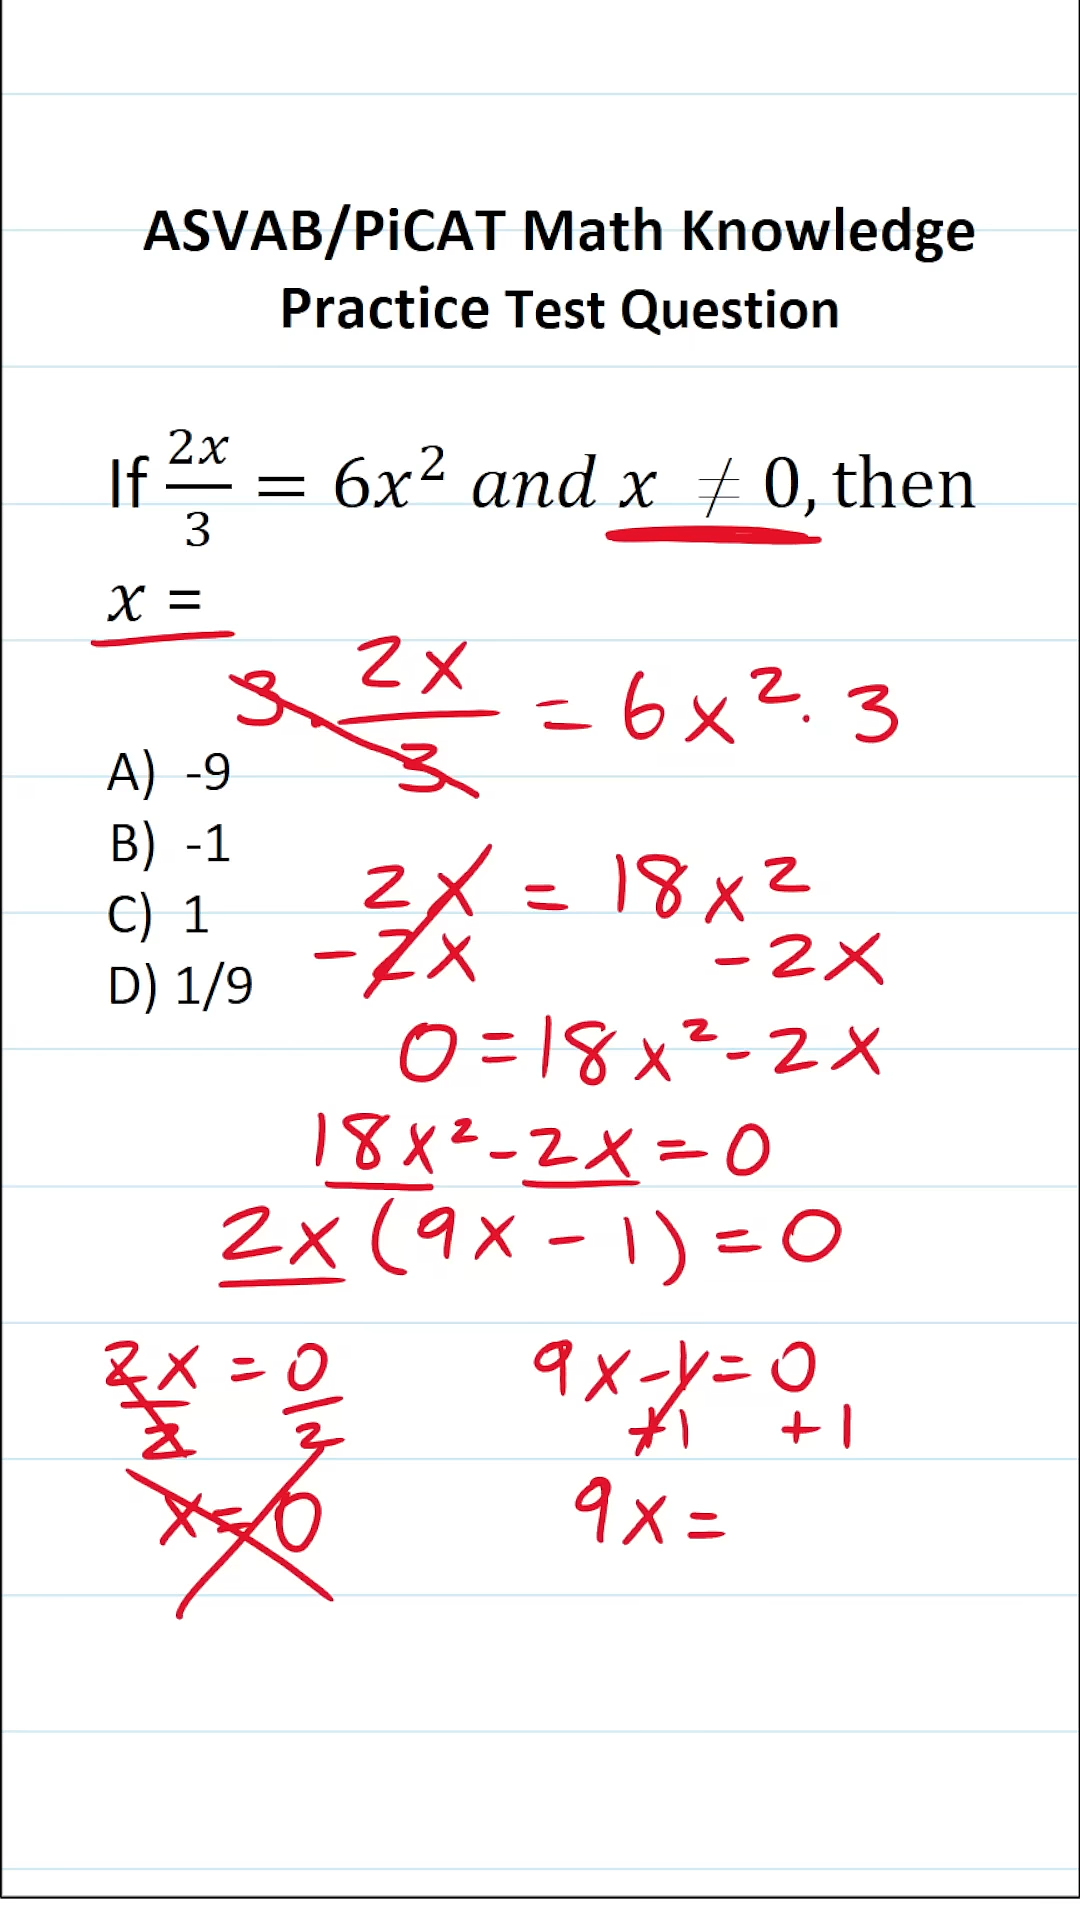 ASVAB/PiCAT Math Knowledge
Practice Test Question
If 2x/3 = 6x² and x ≠ 0, then
x =
3 · 2x/3 = 6x² · 3
A) -9
B) -1
C) 1
D) 1/9
2x = 18x²
-2x -2x
0 = 18x² - 2x
18x² - 2x = 0
2x(9x - 1) = 0
2x = 0 9x - 1 = 0
2 2 +1 +1
x = 0 9x =